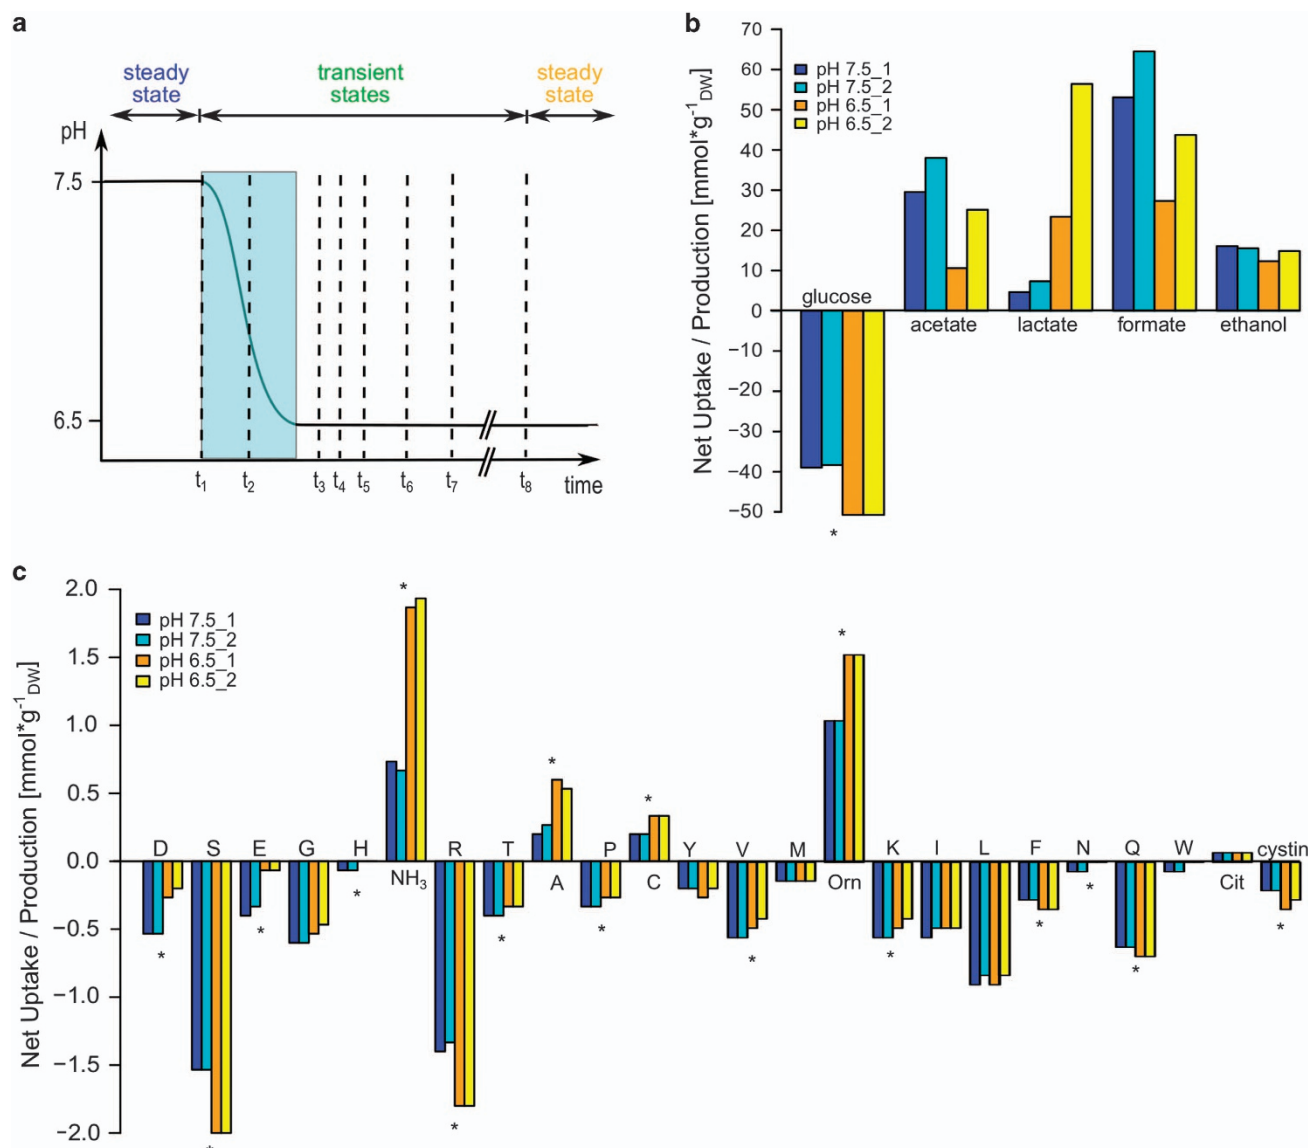 a
steady state
transient states
steady state
pH
7.5
6.5
t1 t2 t3 t4 t5 t6 t7 t8 time
b
Net Uptake / Production [mmol*g-1DW]
70
60
50
40
30
20
10
0
−10
−20
−30
−40
−50
pH 7.5_1
pH 7.5_2
pH 6.5_1
pH 6.5_2
glucose
acetate lactate formate ethanol
*
c
Net Uptake / Production [mmol*g-1DW]
2.0
1.5
1.0
0.5
0.0
−0.5
−1.0
−1.5
−2.0
pH 7.5_1
pH 7.5_2
pH 6.5_1
pH 6.5_2
* * * *
D S E G H R T P Y V M K I L F N Q W cystin
NH3 A C Orn Cit
* * * * * * * * * * * * *